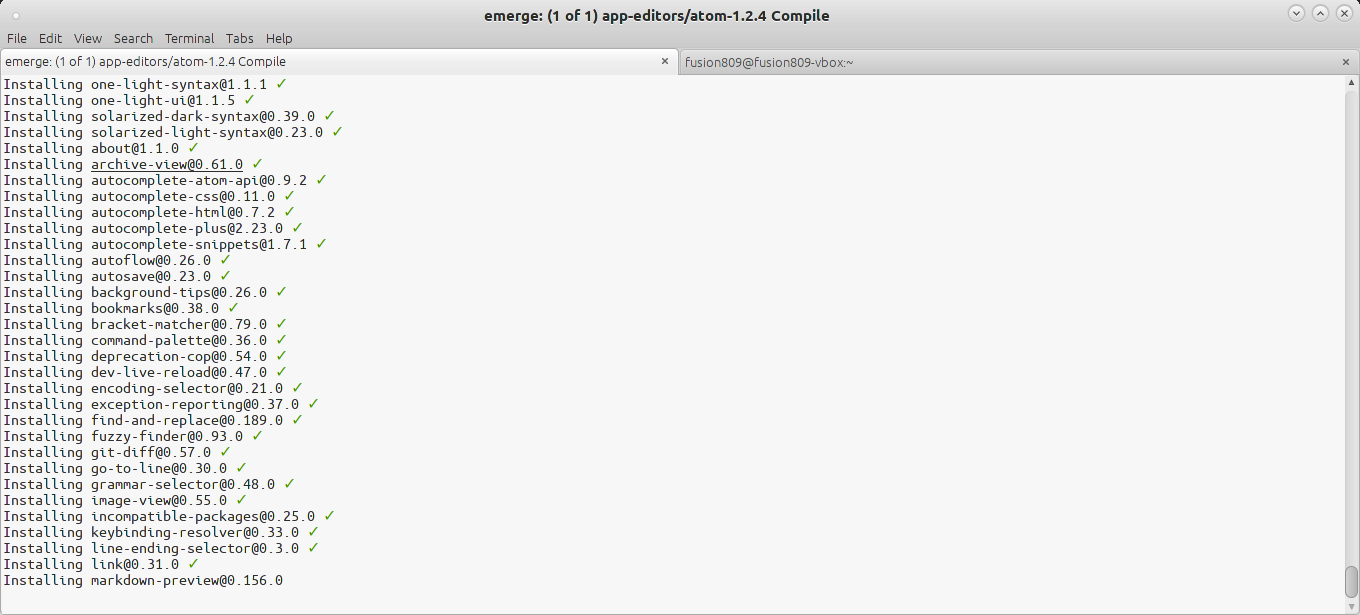 emerge: (1 of 1) app-editors/atom-1.2.4 Compile
File Edit View Search Terminal Tabs Help
emerge: (1 of 1) app-editors/atom-1.2.4 Compile
fusion809@fusion809-vbox:~
Installing one-light-syntax@1.1.1 ✓
Installing one-light-ui@1.1.5 ✓
Installing solarized-dark-syntax@0.39.0 ✓
Installing solarized-light-syntax@0.23.0 ✓
Installing about@1.1.0 ✓
Installing archive-view@0.61.0 ✓
Installing autocomplete-atom-api@0.9.2 ✓
Installing autocomplete-css@0.11.0 ✓
Installing autocomplete-html@0.7.2 ✓
Installing autocomplete-plus@2.23.0 ✓
Installing autocomplete-snippets@1.7.1 ✓
Installing autoflow@0.26.0 ✓
Installing autosave@0.23.0 ✓
Installing background-tips@0.26.0 ✓
Installing bookmarks@0.38.0 ✓
Installing bracket-matcher@0.79.0 ✓
Installing command-palette@0.36.0 ✓
Installing deprecation-cop@0.54.0 ✓
Installing dev-live-reload@0.47.0 ✓
Installing encoding-selector@0.21.0 ✓
Installing exception-reporting@0.37.0 ✓
Installing find-and-replace@0.189.0 ✓
Installing fuzzy-finder@0.93.0 ✓
Installing git-diff@0.57.0 ✓
Installing go-to-line@0.30.0 ✓
Installing grammar-selector@0.48.0 ✓
Installing image-view@0.55.0 ✓
Installing incompatible-packages@0.25.0 ✓
Installing keybinding-resolver@0.33.0 ✓
Installing line-ending-selector@0.3.0 ✓
Installing link@0.31.0 ✓
Installing markdown-preview@0.156.0